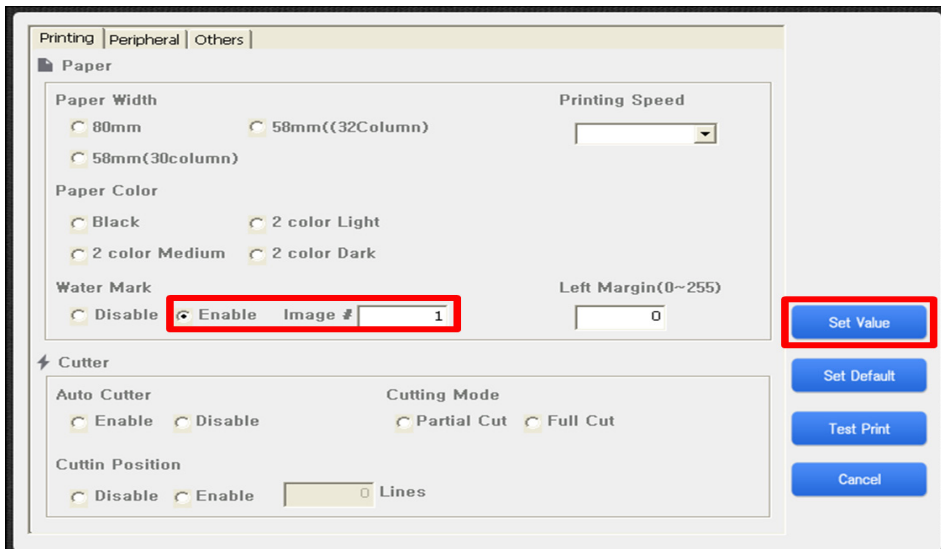 Printing Peripheral Others
Paper
Paper Width
Printing Speed
80mm 58mm((32Column)
58mm(30column)
Paper Color
Black 2 color Light
2 color Medium 2 color Dark
Water Mark
Left Margin(0~255)
Disable Enable Image # 1
0
Set Value
Cutter
Set Default
Auto Cutter
Cutting Mode
Enable Disable
Partial Cut Full Cut
Test Print
Cuttin Position
Cancel
Disable Enable 0 Lines